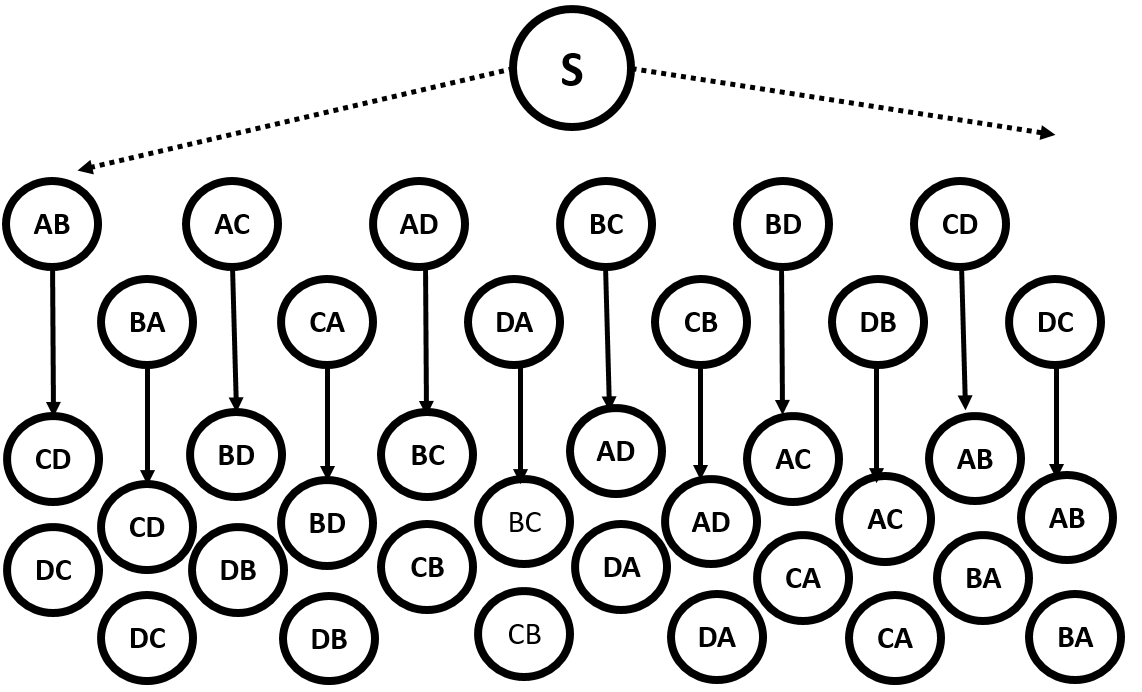 S
AB AC AD BC BD CD
BA CA DA CB DB DC
CD BD BC AD AC AB
CD BD BC AD AC AB
DC DB CB DA CA BA
DC DB CB DA CA BA